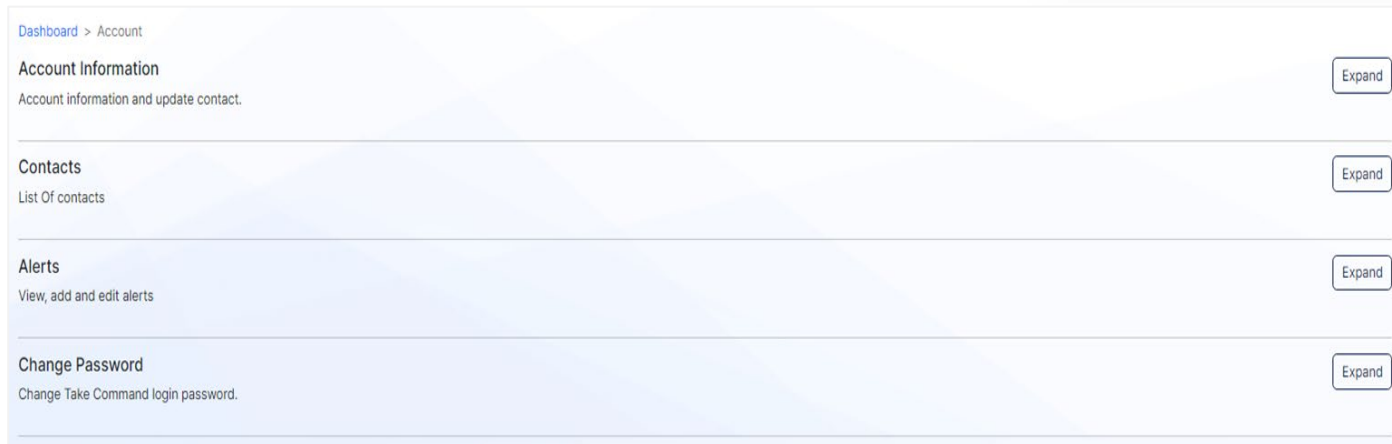 Dashboard > Account
Account Information
Expand
Account information and update contact.
Contacts
Expand
List Of contacts
Alerts
Expand
View, add and edit alerts
Change Password
Expand
Change Take Command login password.